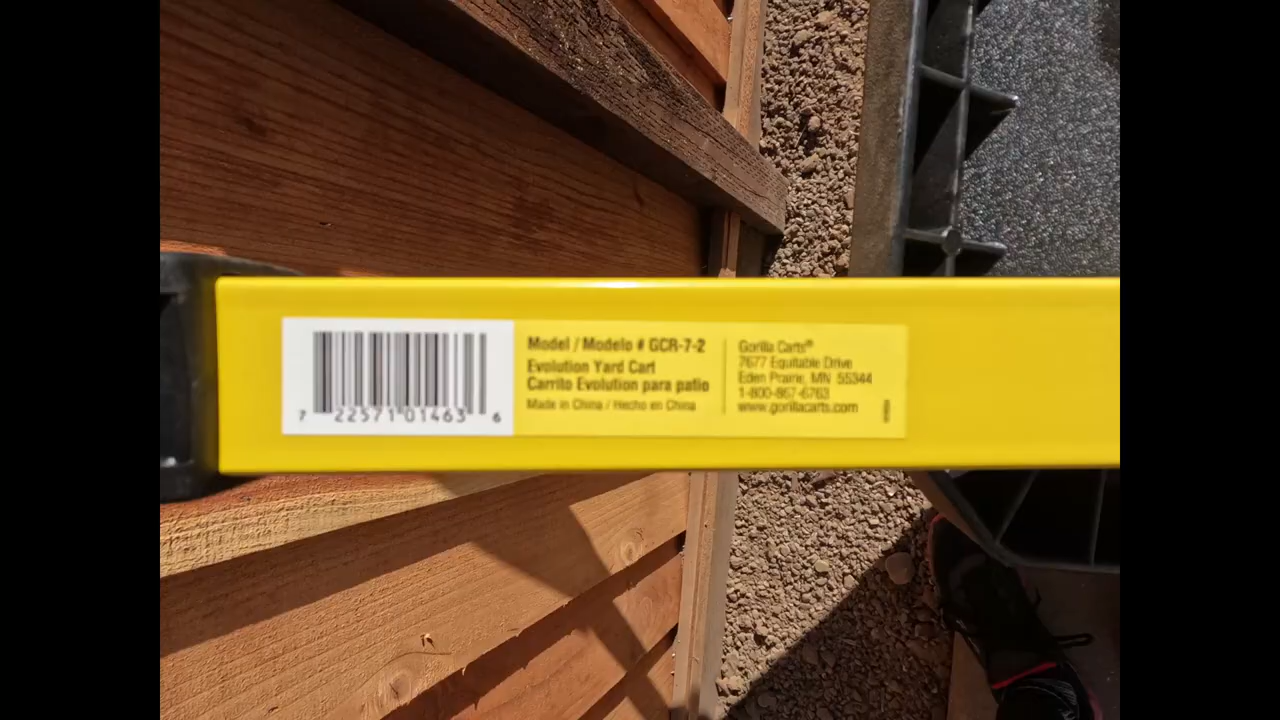 7 22571 01463 6
Model / Modelo # GCR-7-2
Evolution Yard Cart
Carrito Evolution para patio
Made in China / Hecho en China
Gorilla Carts®
7677 Equitable Drive
Eden Prairie, MN 55344
1-800-867-6763
www.gorillacarts.com